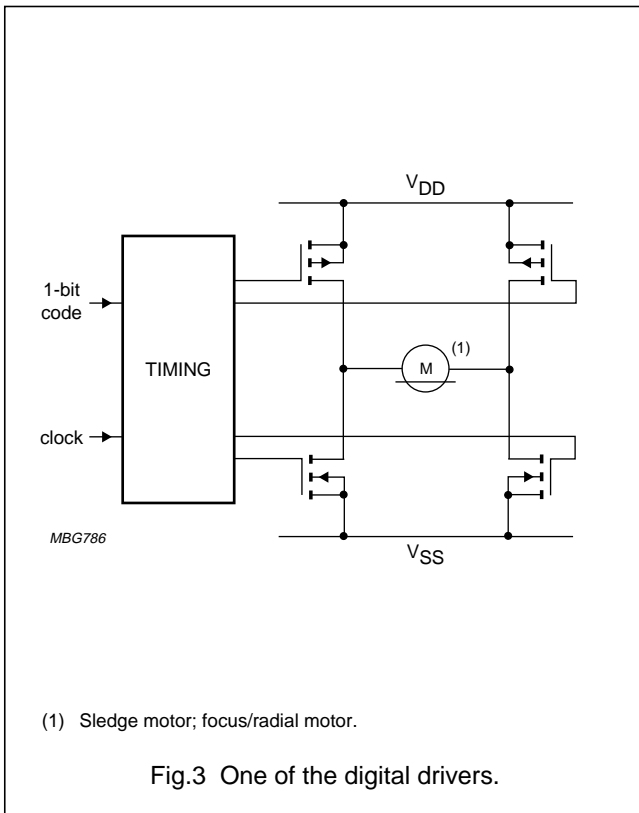 V_DD
1-bit
code
TIMING
M
(1)
clock
MBG786
V_SS
(1) Sledge motor; focus/radial motor.
Fig.3 One of the digital drivers.